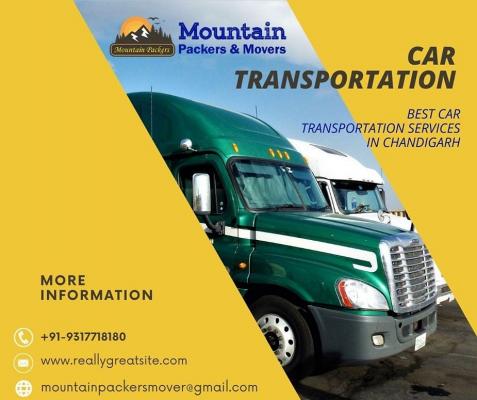 Mountain Packers
Mountain
Packers & Movers
CAR
TRANSPORTATION
BEST CAR
TRANSPORTATION SERVICES
IN CHANDIGARH
MORE
INFORMATION
+91-9317718180
www.reallygreatsite.com
mountainpackersmover@gmail.com